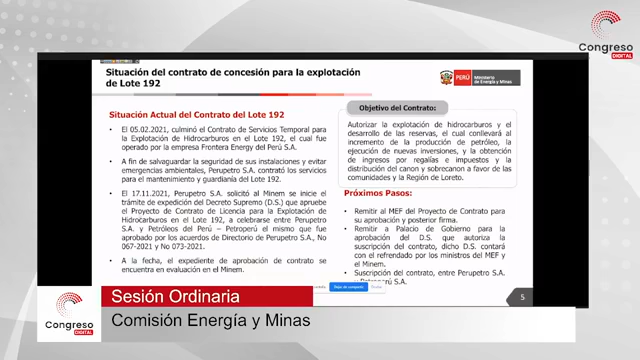 Congreso
DIGITAL
Situación del contrato de concesión para la explotación
de Lote 192
PERÚ
Ministerio
de Energía y Minas
Situación Actual del Contrato del Lote 192
• El 05.02.2021, culminó el Contrato de Servicios Temporal para
la Explotación de Hidrocarburos en el Lote 192, el cual fue
operado por la empresa Frontera Energy del Perú S.A.
• A fin de salvaguardar la seguridad de sus instalaciones y evitar
emergencias ambientales, Perupetro S.A. contrató los servicios
para el mantenimiento y guardianía del Lote 192.
• El 17.11.2021, Perupetro S.A. solicitó al Minem se inicie el
trámite de expedición del Decreto Supremo (D.S.) que apruebe
el Proyecto de Contrato de Licencia para la Explotación de
Hidrocarburos en el Lote 192, a celebrarse entre Perupetro
S.A. y Petróleos del Perú – Petroperú el mismo que fue
aprobado por los acuerdos de Directorio de Perupetro S.A., No
067-2021 y No 073-2021.
• A la fecha, el expediente de aprobación de contrato se
encuentra en evaluación en el Minem.
Objetivo del Contrato:
Autorizar la explotación de hidrocarburos y el
desarrollo de las reservas, el cual conllevará al
incremento de la producción de petróleo, la
ejecución de nuevas inversiones, y la obtención
de ingresos por regalías e impuestos y la
distribución del canon y sobrecanon a favor de las
comunidades y la Región de Loreto.
Próximos Pasos:
• Remitir al MEF del Proyecto de Contrato para
su aprobación y posterior firma.
• Remitir a Palacio de Gobierno para la
aprobación del D.S. que autoriza la
suscripción del contrato, dicho D.S. contará
con el refrendado por los ministros del MEF y
el Minem.
• Suscripción del contrato, entre Perupetro S.A.
y Petroperú S.A.
5
Congreso
DIGITAL
Sesión Ordinaria
Comisión Energía y Minas